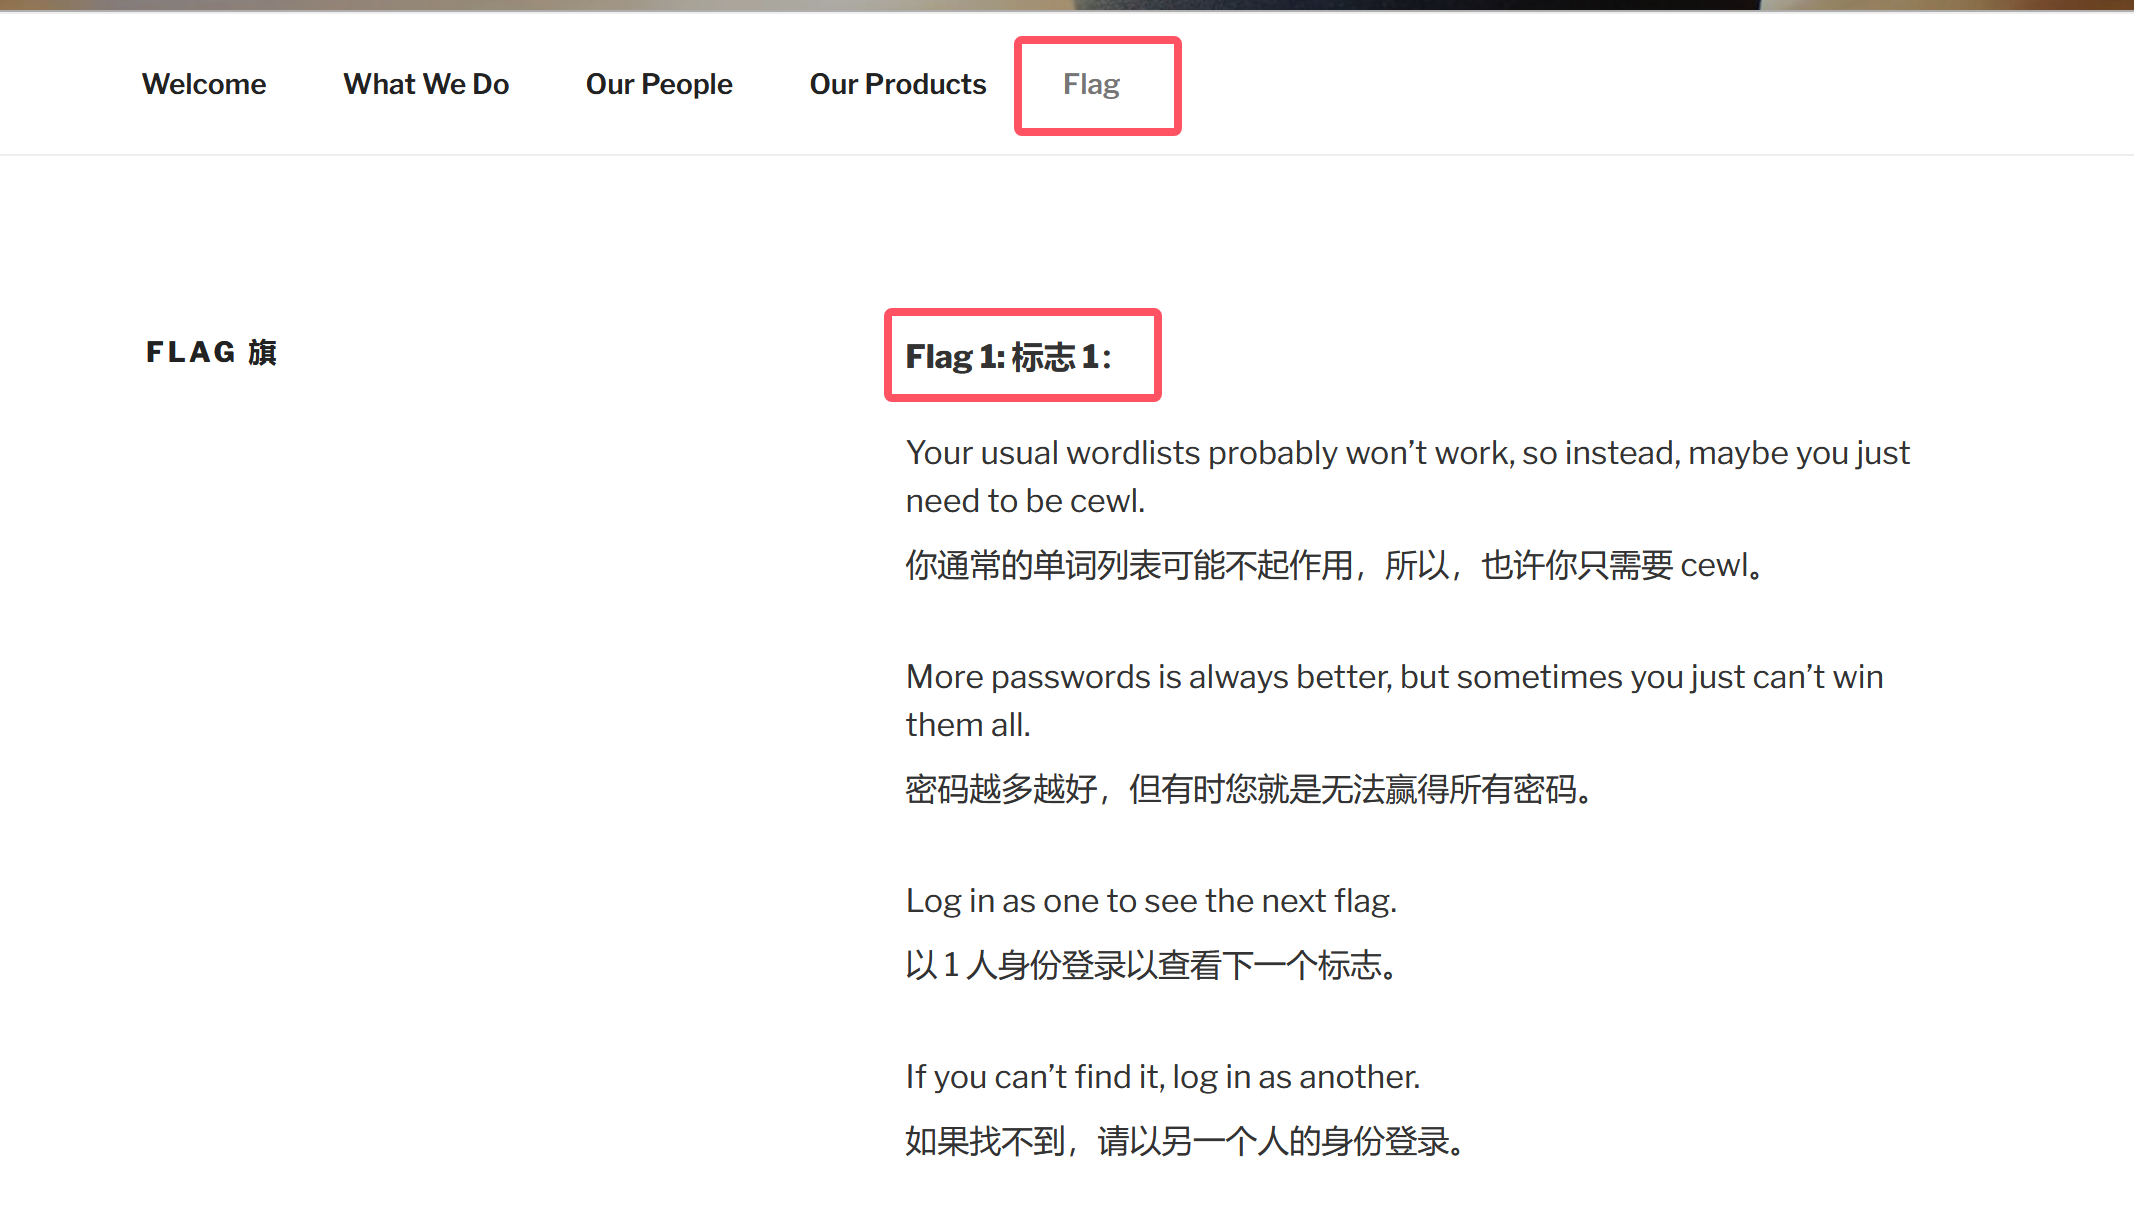 Welcome What We Do Our People Our Products Flag
FLAG 旗
Flag 1: 标志 1：
Your usual wordlists probably won’t work, so instead, maybe you just
need to be cewl.
你通常的单词列表可能不起作用，所以，也许你只需要 cewl。
More passwords is always better, but sometimes you just can’t win
them all.
密码越多越好，但有时您就是无法赢得所有密码。
Log in as one to see the next flag.
以 1 人身份登录以查看下一个标志。
If you can’t find it, log in as another.
如果找不到，请以另一个人的身份登录。